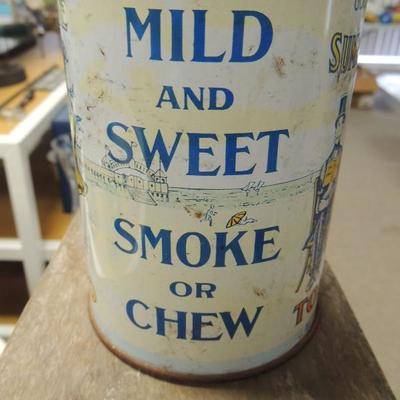 MILD
AND
SWEET
SMOKE
OR
CHEW